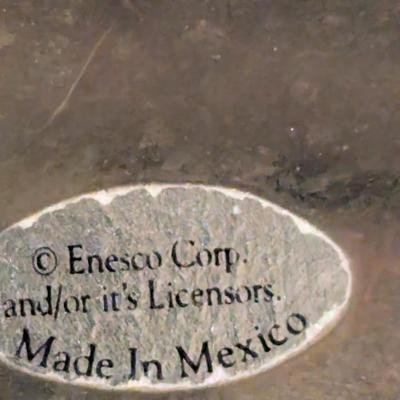 © Enesco Corp.
and/or it's Licensors.
Made In Mexico